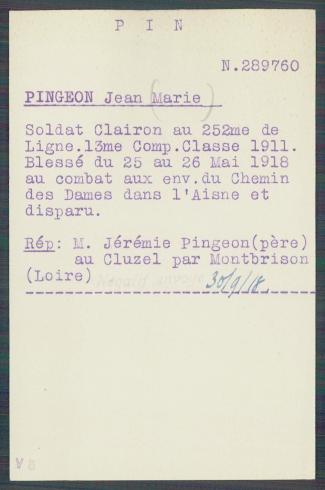 P I N
N.289760
PINGEON Jean (Marie)
Soldat Clairon au 252me de
Ligne.13me Comp.Classe 1911.
Blessé du 25 au 26 Mai 1918
au combat aux env.du Chemin
des Dames dans l'Aisne et
disparu.
Rép: M. Jérémie Pingeon(père)
au Cluzel par Montbrison
(Loire) Négatif envoyé 30/9/18.